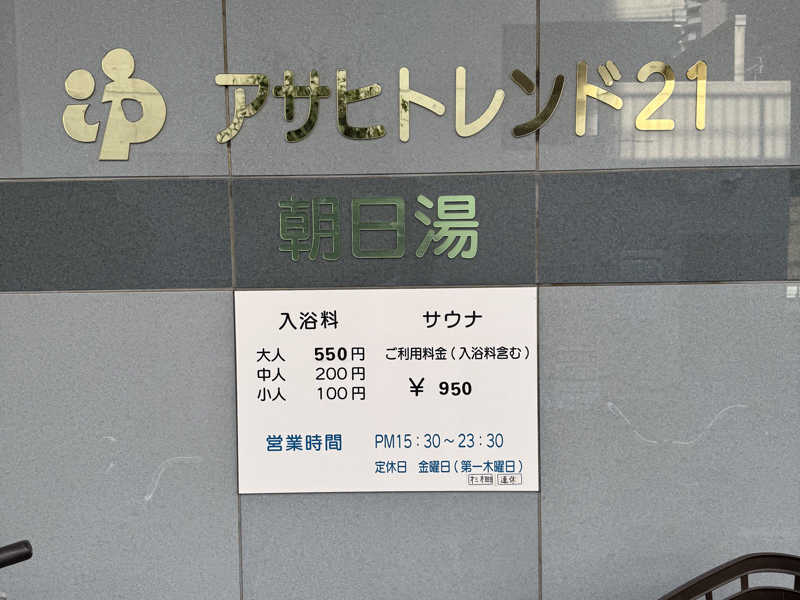 ゆ アサヒトレンド21
朝日湯
入浴料 サウナ
大人 550円 ご利用料金(入浴料含む)
中人 200円
小人 100円 ¥ 950
営業時間 PM15:30~23:30
定休日 金曜日(第一木曜日)
連休